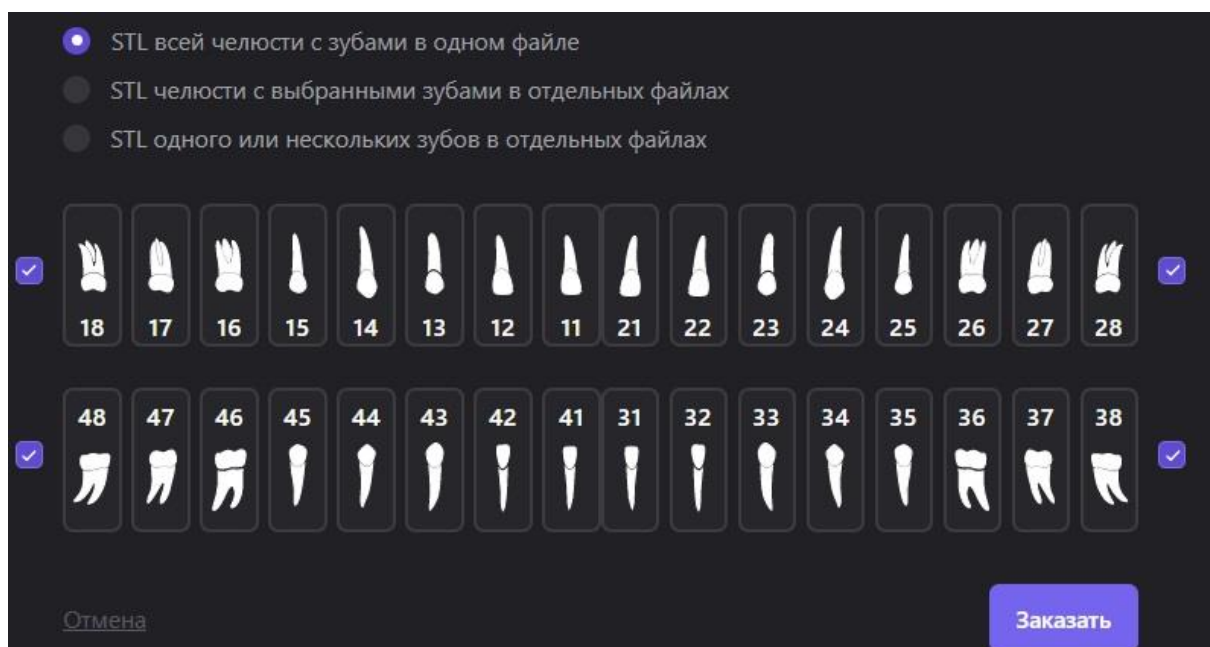 STL всей челюсти с зубами в одном файле
STL челюсти с выбранными зубами в отдельных файлах
STL одного или нескольких зубов в отдельных файлах
18 17 16 15 14 13 12 11 21 22 23 24 25 26 27 28
48 47 46 45 44 43 42 41 31 32 33 34 35 36 37 38
Отмена Заказать